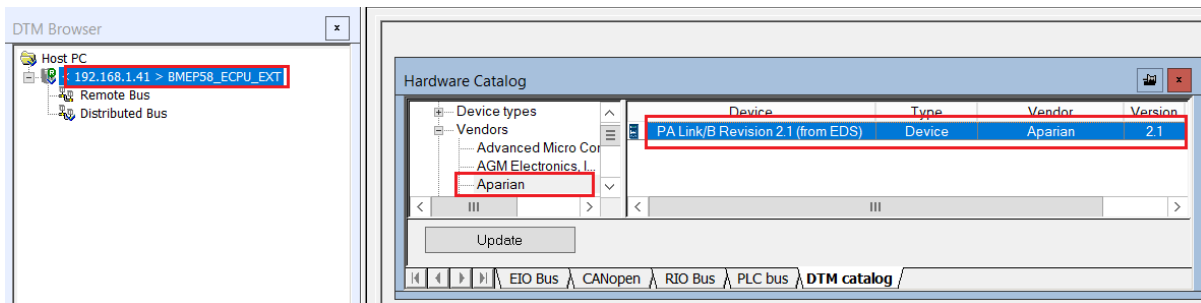 DTM Browser
x
Host PC
< 192.168.1.41 > BMEP58_ECPU_EXT
Remote Bus
Distributed Bus
Hardware Catalog
x
Device types
Vendors
Advanced Micro Cor
AGM Electronics, I...
Aparian
Device Type Vendor Version
PA Link/B Revision 2.1 (from EDS) Device Aparian 2.1
Update
EIO Bus CANopen RIO Bus PLC bus DTM catalog